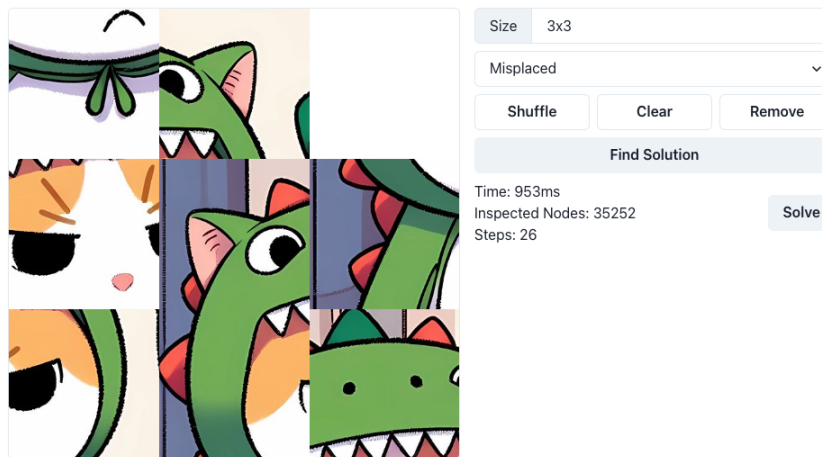 Size 3x3
Misplaced
Shuffle Clear Remove
Find Solution
Time: 953ms
Inspected Nodes: 35252
Solve
Steps: 26